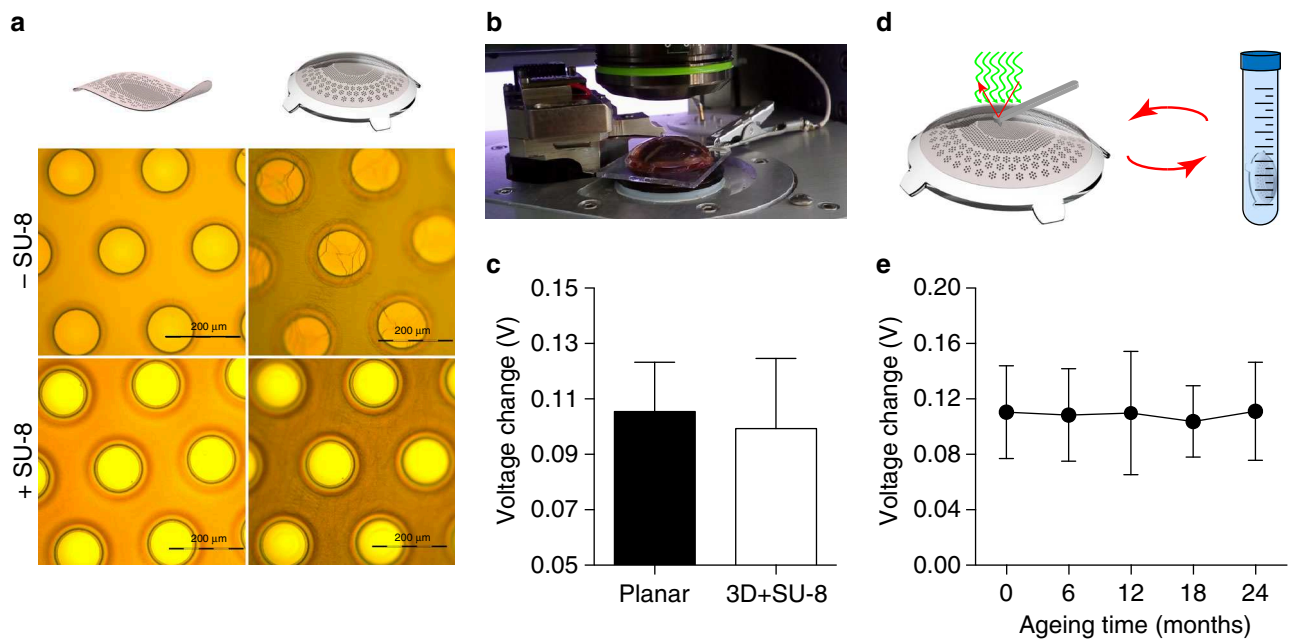 a
− SU-8
200 µm
200 µm
+ SU-8
200 µm
200 µm
b
c
Voltage change (V)
0.15
0.13
0.11
0.09
0.07
0.05
Planar
3D+SU-8
d
e
Voltage change (V)
0.20
0.16
0.12
0.08
0.04
0.00
0
6
12
18
24
Ageing time (months)